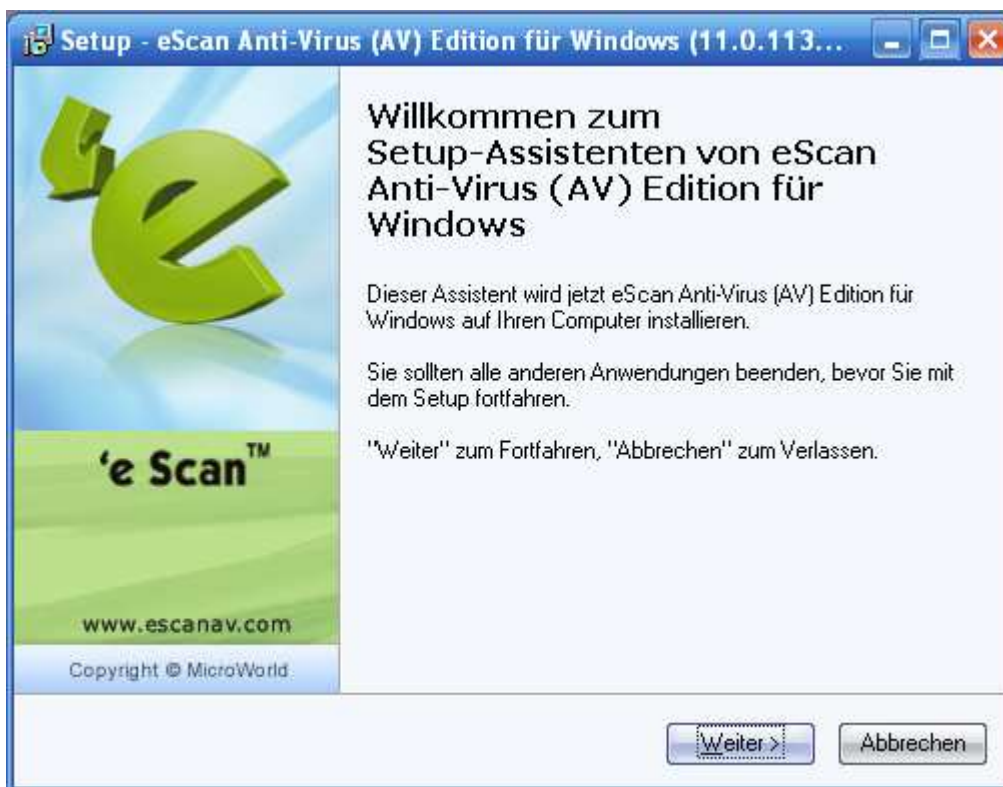 Setup - eScan Anti-Virus (AV) Edition für Windows (11.0.113...
Willkommen zum
Setup-Assistenten von eScan
Anti-Virus (AV) Edition für
Windows
Dieser Assistent wird jetzt eScan Anti-Virus (AV) Edition für
Windows auf Ihren Computer installieren.
Sie sollten alle anderen Anwendungen beenden, bevor Sie mit
dem Setup fortfahren.
"Weiter" zum Fortfahren, "Abbrechen" zum Verlassen.
'e Scan™
www.escanav.com
Copyright © MicroWorld
Weiter >
Abbrechen